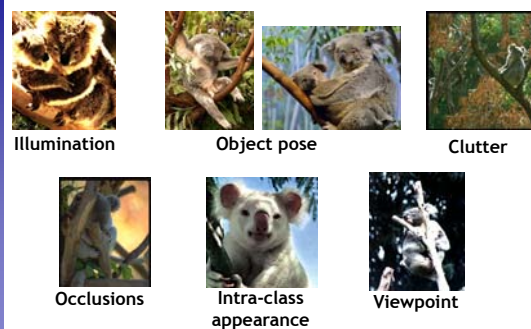 Illumination
Object pose
Clutter
Occlusions
Intra-class
appearance
Viewpoint